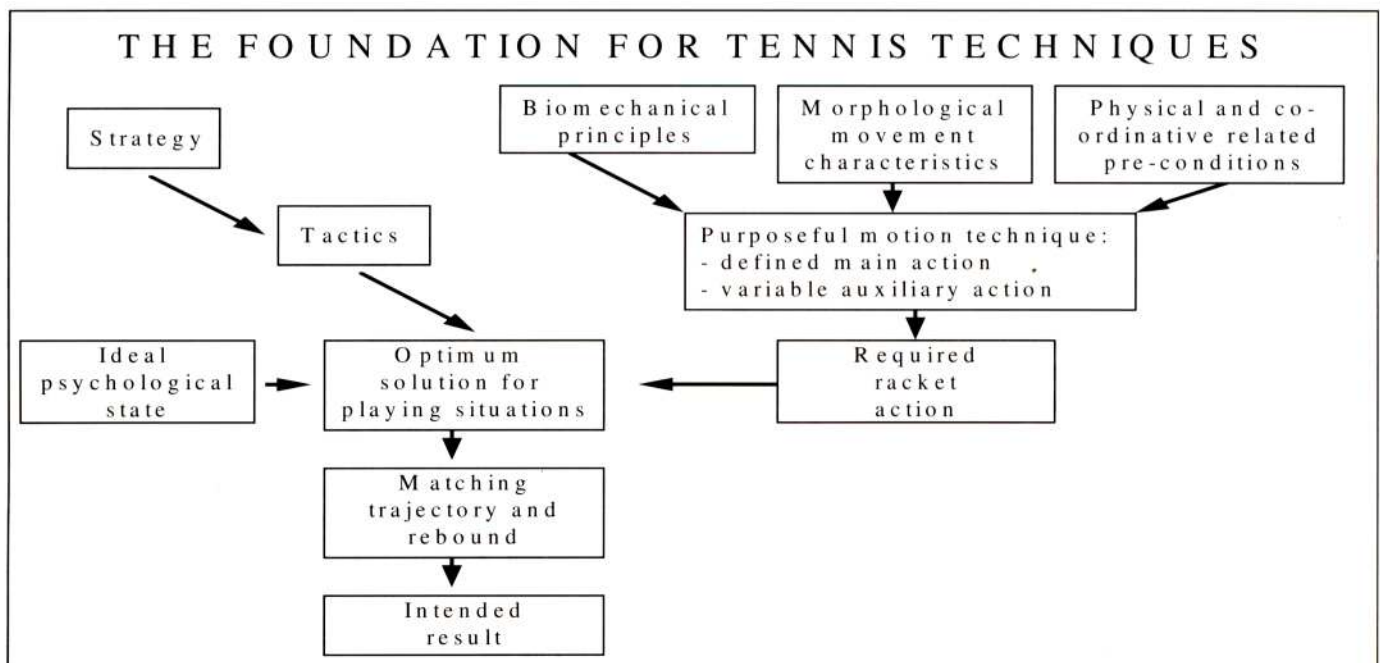 THE FOUNDATION FOR TENNIS TECHNIQUES
Strategy
Biomechanical
principles
Morphological
movement
characteristics
Physical and co-
ordinative related
pre-conditions
Tactics
Purposeful motion technique:
- defined main action
- variable auxiliary action
Ideal
psychological
state
Optimum
solution for
playing situations
Required
racket
action
Matching
trajectory and
rebound
Intended
result